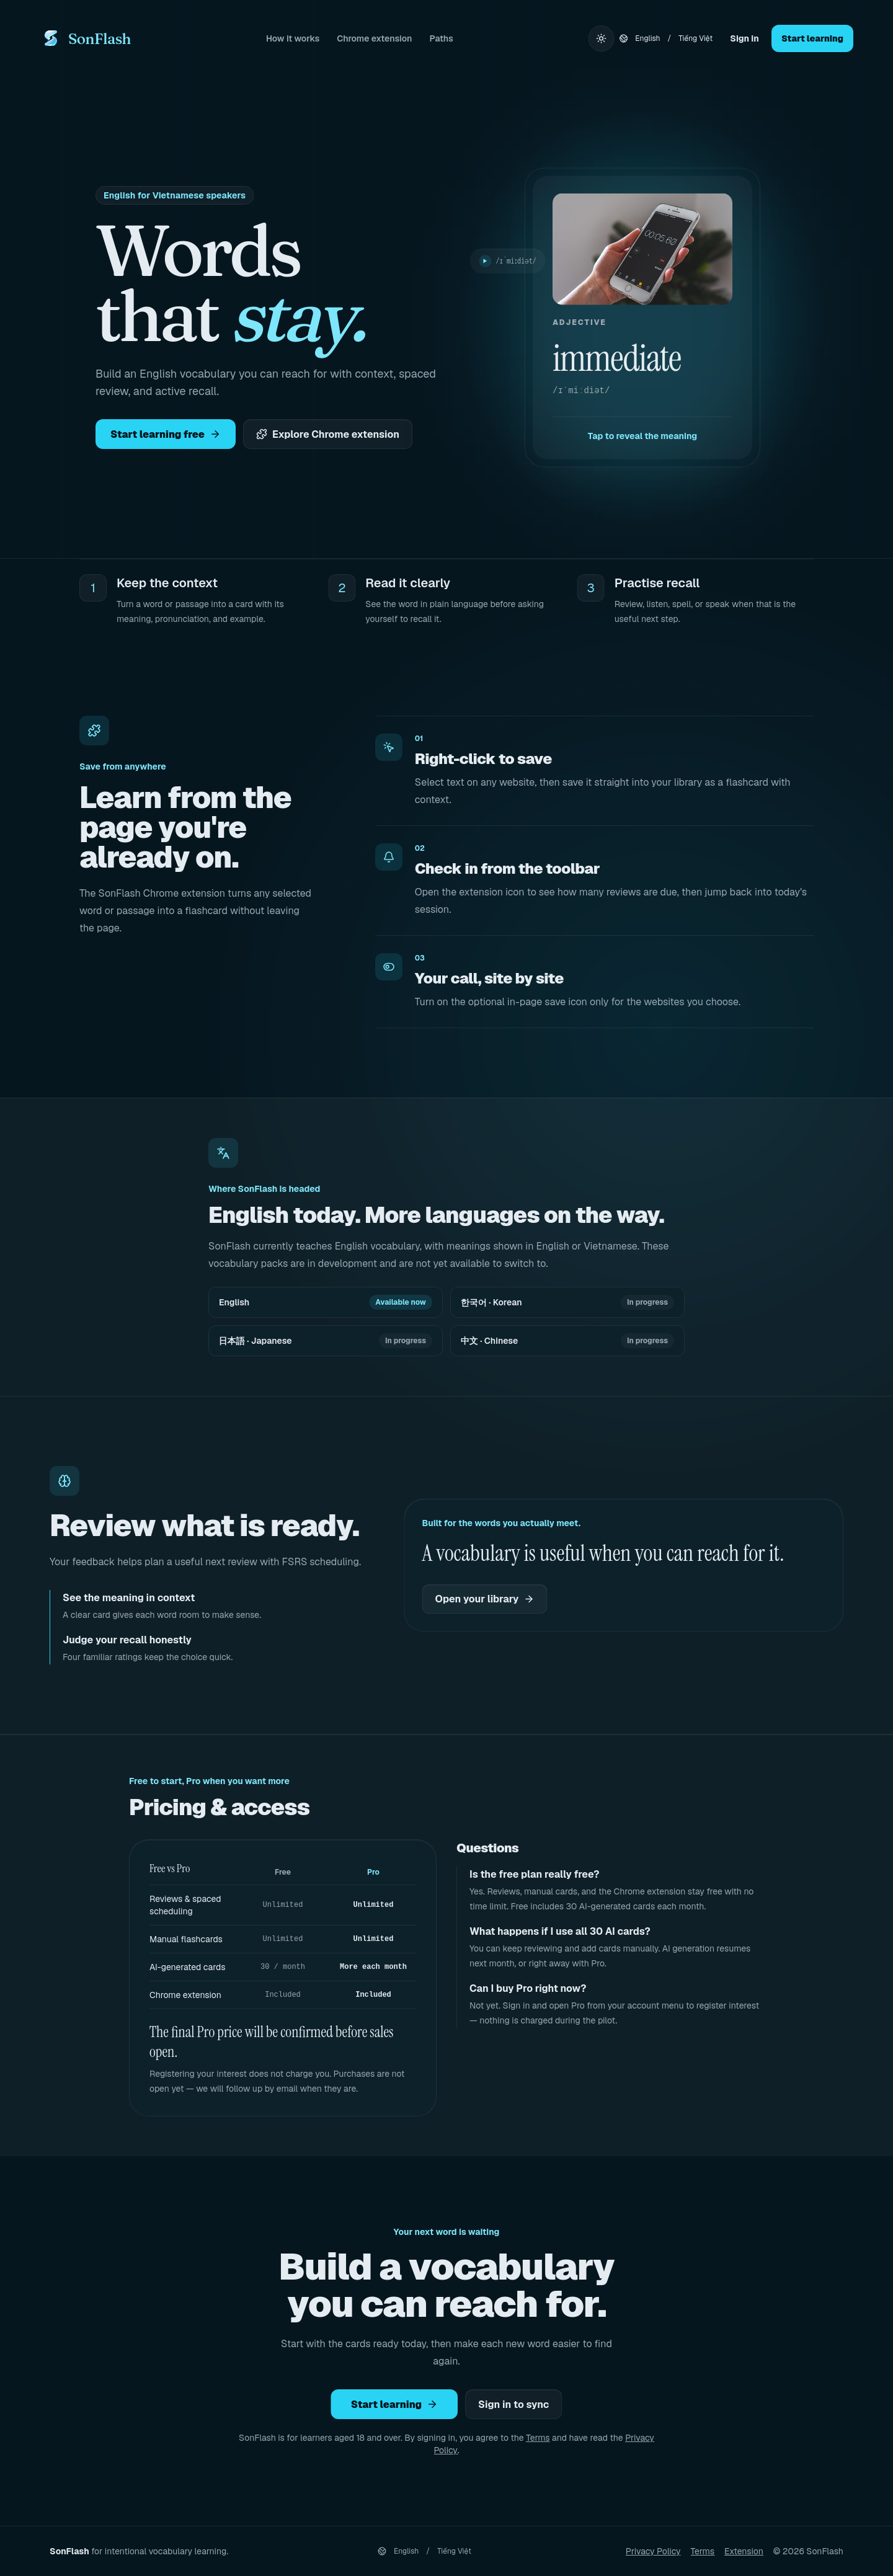 SonFlash
How it works
Chrome extension
Paths
English / Tiếng Việt
Sign in
Start learning
English for Vietnamese speakers
Words
that stay.
Build an English vocabulary you can reach for with context, spaced
review, and active recall.
Start learning free
Explore Chrome extension
/ɪˈmiːdiət/
00:05.63
ADJECTIVE
immediate
/ɪˈmiːdiət/
Tap to reveal the meaning
1
Keep the context
Turn a word or passage into a card with its
meaning, pronunciation, and example.
2
Read it clearly
See the word in plain language before asking
yourself to recall it.
3
Practise recall
Review, listen, spell, or speak when that is the
useful next step.
Save from anywhere
Learn from the
page you're
already on.
The SonFlash Chrome extension turns any selected
word or passage into a flashcard without leaving
the page.
01
Right-click to save
Select text on any website, then save it straight into your library as a flashcard with
context.
02
Check in from the toolbar
Open the extension icon to see how many reviews are due, then jump back into today's
session.
03
Your call, site by site
Turn on the optional in-page save icon only for the websites you choose.
Where SonFlash is headed
English today. More languages on the way.
SonFlash currently teaches English vocabulary, with meanings shown in English or Vietnamese. These
vocabulary packs are in development and are not yet available to switch to.
English
Available now
한국어 · Korean
In progress
日本語 · Japanese
In progress
中文 · Chinese
In progress
Review what is ready.
Your feedback helps plan a useful next review with FSRS scheduling.
See the meaning in context
A clear card gives each word room to make sense.
Judge your recall honestly
Four familiar ratings keep the choice quick.
Built for the words you actually meet.
A vocabulary is useful when you can reach for it.
Open your library
Free to start, Pro when you want more
Pricing & access
Free vs Pro
Free
Pro
Reviews & spaced
scheduling
Unlimited
Unlimited
Manual flashcards
Unlimited
Unlimited
AI-generated cards
30 / month
More each month
Chrome extension
Included
Included
The final Pro price will be confirmed before sales
open.
Registering your interest does not charge you. Purchases are not
open yet — we will follow up by email when they are.
Questions
Is the free plan really free?
Yes. Reviews, manual cards, and the Chrome extension stay free with no
time limit. Free includes 30 AI-generated cards each month.
What happens if I use all 30 AI cards?
You can keep reviewing and add cards manually. AI generation resumes
next month, or right away with Pro.
Can I buy Pro right now?
Not yet. Sign in and open Pro from your account menu to register interest
— nothing is charged during the pilot.
Your next word is waiting
Build a vocabulary
you can reach for.
Start with the cards ready today, then make each new word easier to find
again.
Start learning
Sign in to sync
SonFlash is for learners aged 18 and over. By signing in, you agree to the Terms and have read the Privacy
Policy.
SonFlash for intentional vocabulary learning.
English / Tiếng Việt
Privacy Policy
Terms
Extension
© 2026 SonFlash